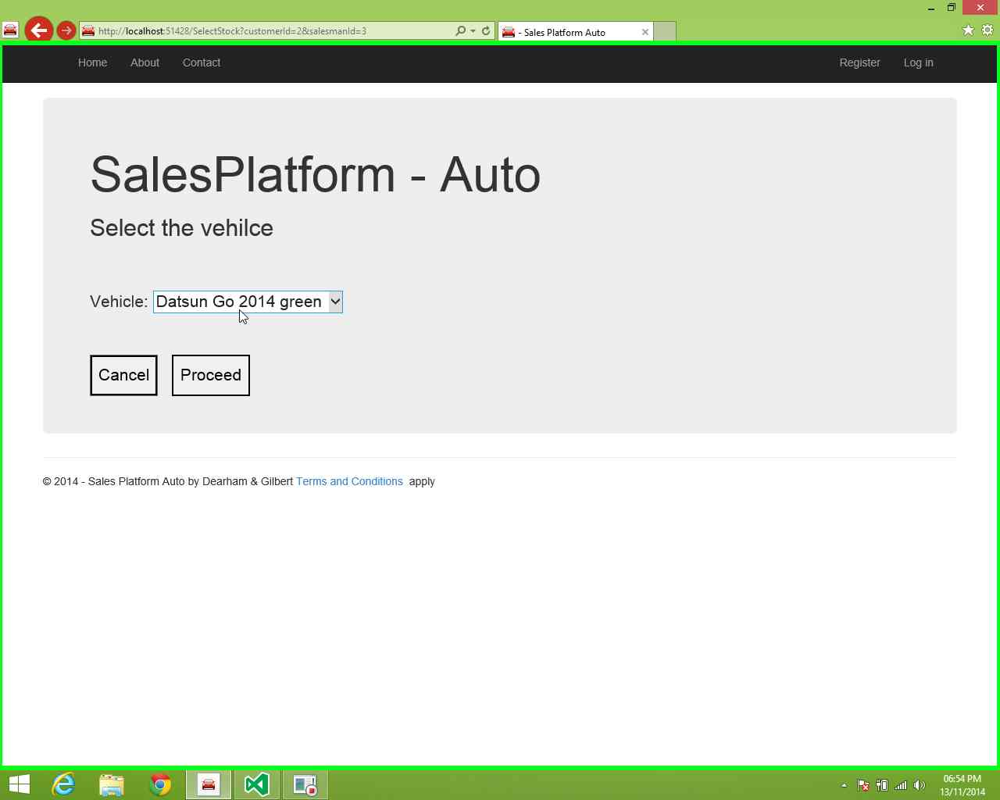 http://localhost:51428/SelectStock?customerId=2&salesmanId=3
- Sales Platform Auto
Home About Contact Register Log in
SalesPlatform - Auto
Select the vehilce
Vehicle: Datsun Go 2014 green
Cancel Proceed
© 2014 - Sales Platform Auto by Dearham & Gilbert Terms and Conditions apply
06:54 PM
13/11/2014